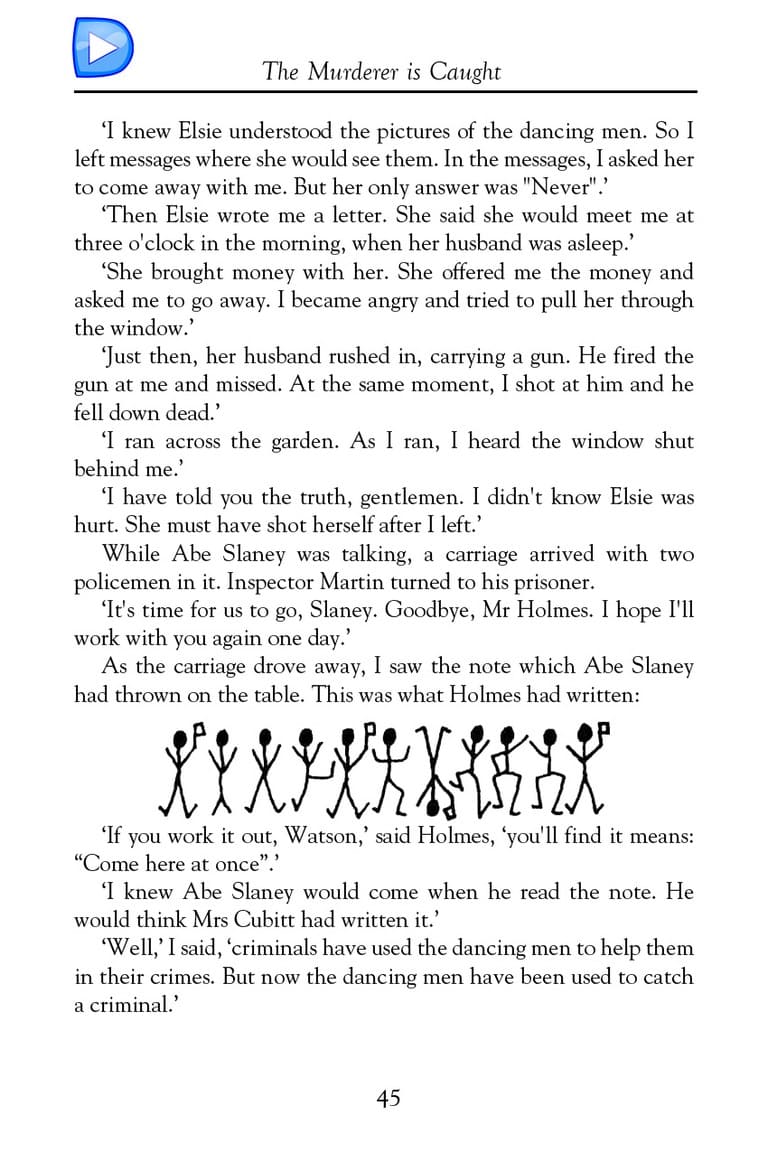 The Murderer is Caught
‘I knew Elsie understood the pictures of the dancing men. So I
left messages where she would see them. In the messages, I asked her
to come away with me. But her only answer was "Never".’
‘Then Elsie wrote me a letter. She said she would meet me at
three o'clock in the morning, when her husband was asleep.’
‘She brought money with her. She offered me the money and
asked me to go away. I became angry and tried to pull her through
the window.’
‘Just then, her husband rushed in, carrying a gun. He fired the
gun at me and missed. At the same moment, I shot at him and he
fell down dead.’
‘I ran across the garden. As I ran, I heard the window shut
behind me.’
‘I have told you the truth, gentlemen. I didn't know Elsie was
hurt. She must have shot herself after I left.’
While Abe Slaney was talking, a carriage arrived with two
policemen in it. Inspector Martin turned to his prisoner.
‘It's time for us to go, Slaney. Goodbye, Mr Holmes. I hope I'll
work with you again one day.’
As the carriage drove away, I saw the note which Abe Slaney
had thrown on the table. This was what Holmes had written:
‘If you work it out, Watson,’ said Holmes, ‘you'll find it means:
“Come here at once”.’
‘I knew Abe Slaney would come when he read the note. He
would think Mrs Cubitt had written it.’
‘Well,’ I said, ‘criminals have used the dancing men to help them
in their crimes. But now the dancing men have been used to catch
a criminal.’
45